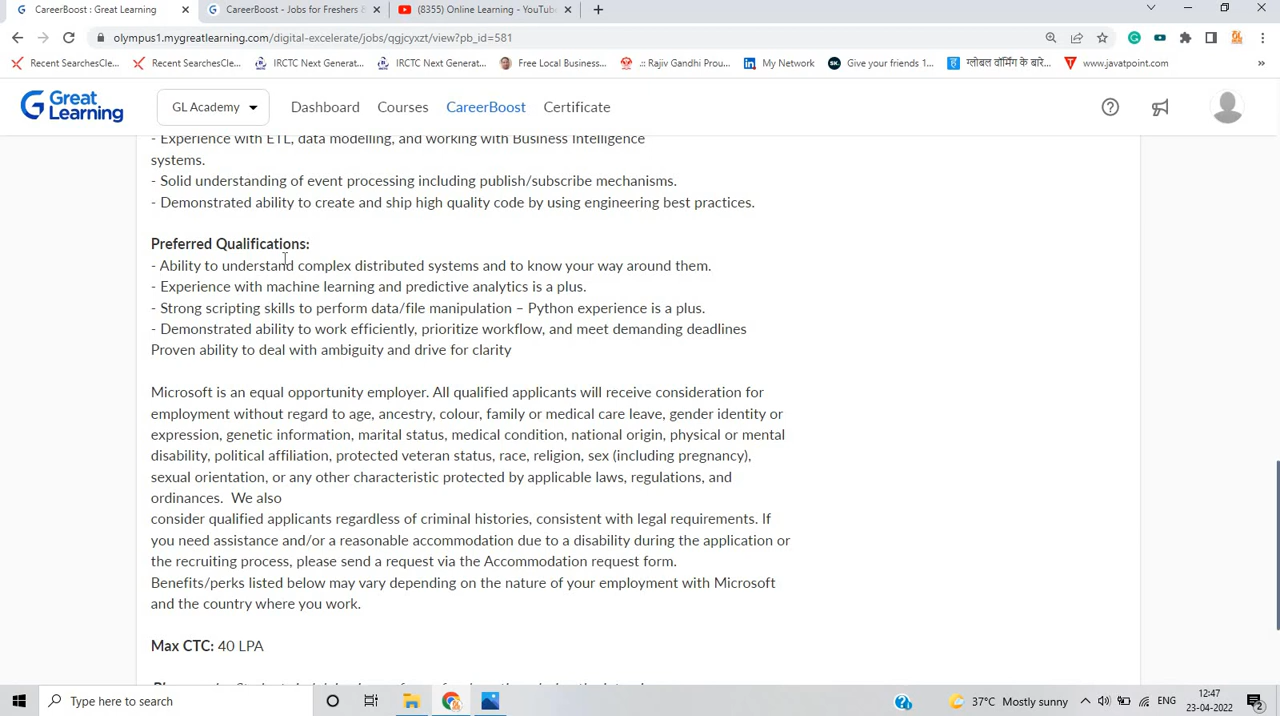 CareerBoost : Great Learning
CareerBoost - Jobs for Freshers &
(8355) Online Learning - YouTub
olympus1.mygreatlearning.com/digital-excelerate/jobs/qgjcyxzt/view?pb_id=581
Recent SearchesCle...
Recent SearchesCle...
IRCTC Next Generat...
IRCTC Next Generat...
Free Local Business...
.:: Rajiv Gandhi Prou...
My Network
Give your friends 1...
ग्लोबल वॉर्मिंग के बारे...
www.javatpoint.com
Great Learning
GL Academy
Dashboard
Courses
CareerBoost
Certificate
- Experience with ETL, data modelling, and working with Business Intelligence
systems.
- Solid understanding of event processing including publish/subscribe mechanisms.
- Demonstrated ability to create and ship high quality code by using engineering best practices.
Preferred Qualifications:
- Ability to understand complex distributed systems and to know your way around them.
- Experience with machine learning and predictive analytics is a plus.
- Strong scripting skills to perform data/file manipulation – Python experience is a plus.
- Demonstrated ability to work efficiently, prioritize workflow, and meet demanding deadlines
Proven ability to deal with ambiguity and drive for clarity
Microsoft is an equal opportunity employer. All qualified applicants will receive consideration for
employment without regard to age, ancestry, colour, family or medical care leave, gender identity or
expression, genetic information, marital status, medical condition, national origin, physical or mental
disability, political affiliation, protected veteran status, race, religion, sex (including pregnancy),
sexual orientation, or any other characteristic protected by applicable laws, regulations, and
ordinances. We also
consider qualified applicants regardless of criminal histories, consistent with legal requirements. If
you need assistance and/or a reasonable accommodation due to a disability during the application or
the recruiting process, please send a request via the Accommodation request form.
Benefits/perks listed below may vary depending on the nature of your employment with Microsoft
and the country where you work.
Max CTC: 40 LPA
Type here to search
37°C Mostly sunny
ENG
12:47
23-04-2022
2